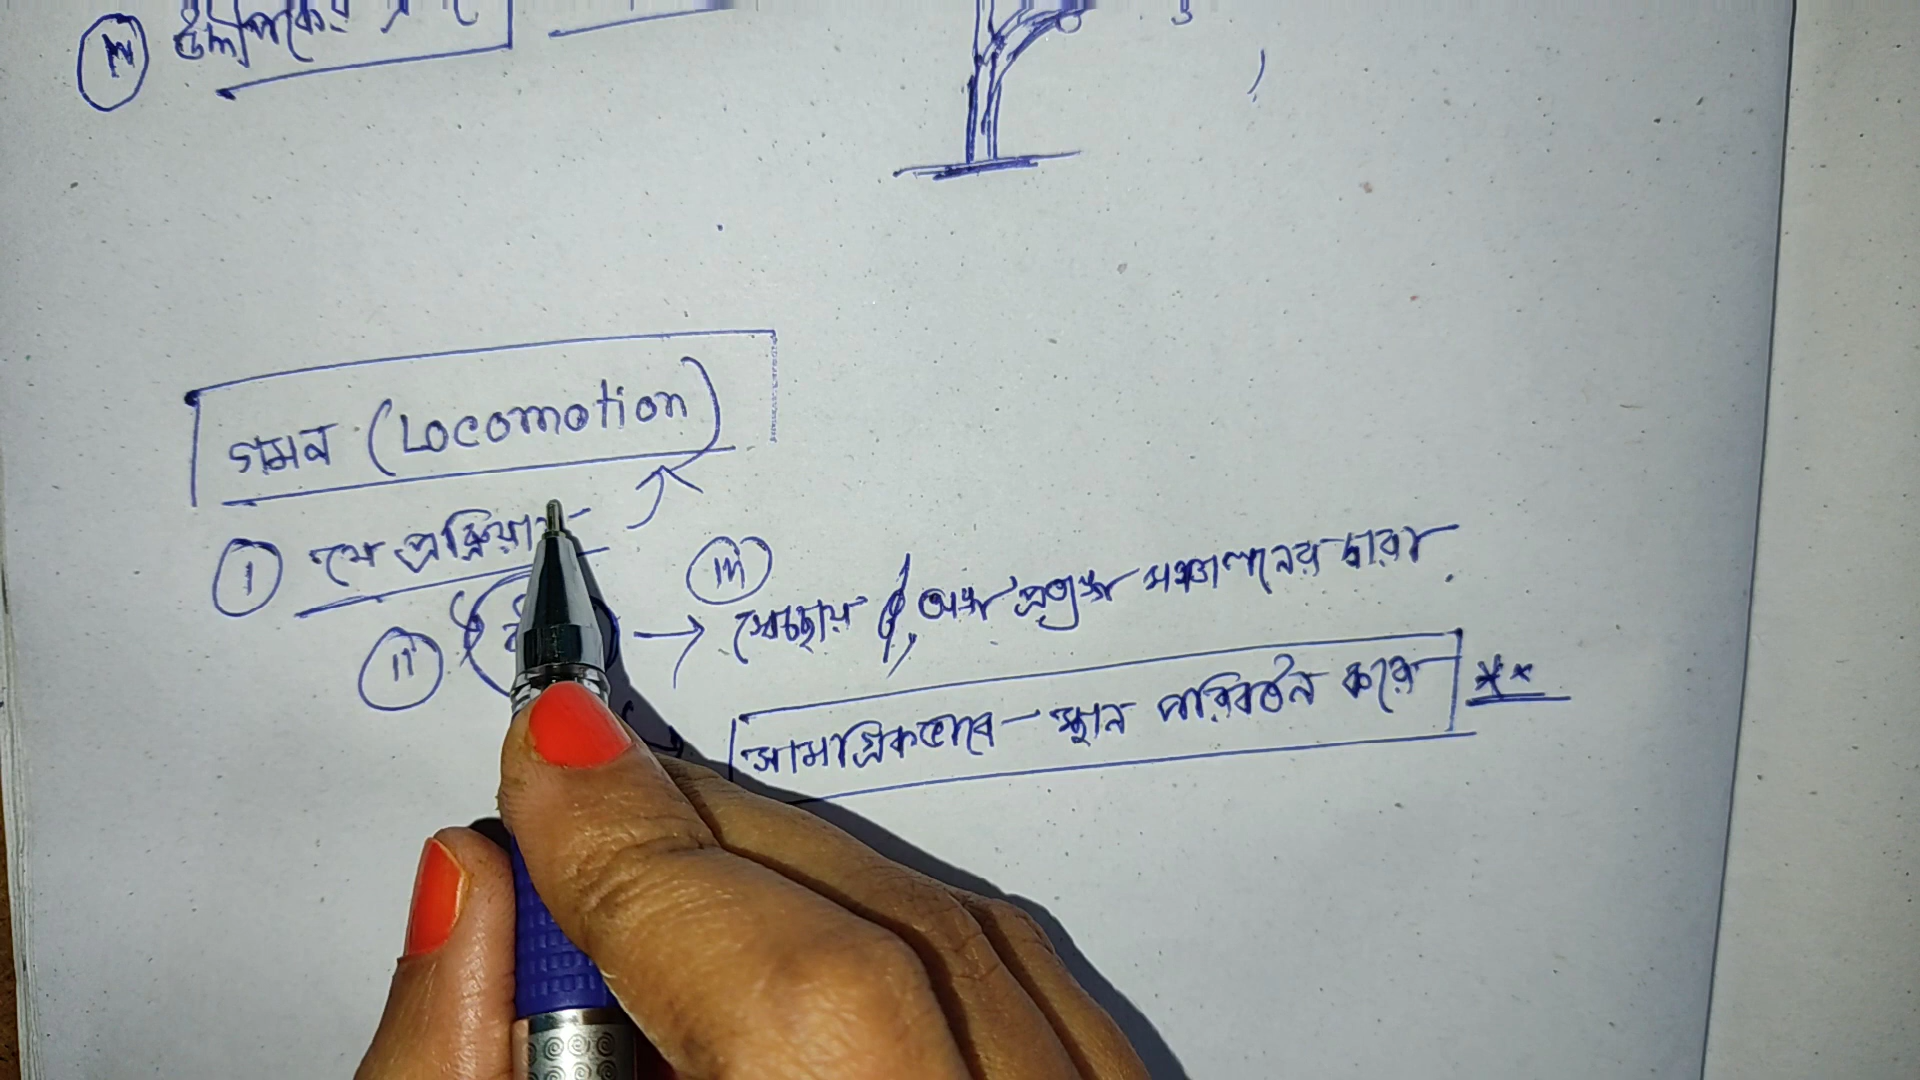 গমন (Locomotion)
① যে প্রক্রিয়ায়
ii → iii স্বেচ্ছায় অঙ্গ প্রত্যঙ্গ সঞ্চালনের দ্বারা
সামগ্রিকভাবে স্থান পরিবর্তন করে **